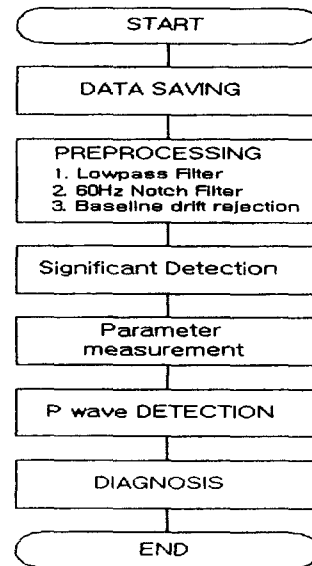 START
DATA SAVING
PREPROCESSING
1. Lowpass Filter
2. 60Hz Notch Filter
3. Baseline drift rejection
Significant Detection
Parameter
measurement
P wave DETECTION
DIAGNOSIS
END